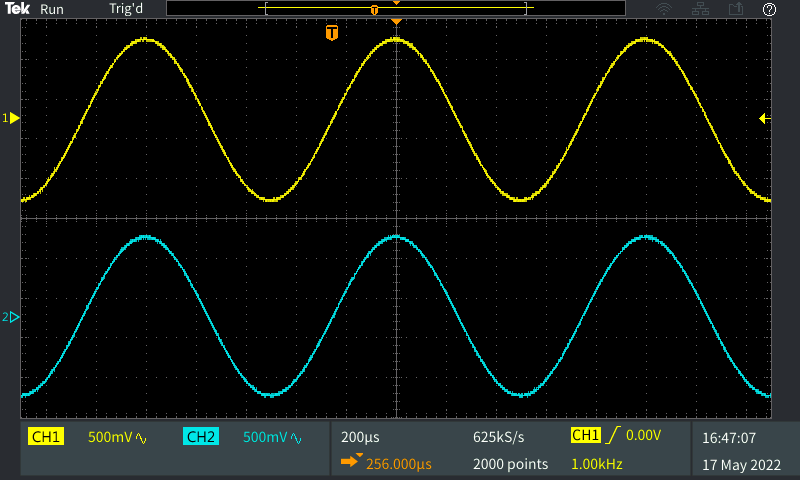 Tek Run Trig'd T ?
T
1
2
CH1 500mV CH2 500mV 200µs 625kS/s CH1 0.00V 16:47:07
256.000µs 2000 points 1.00kHz 17 May 2022